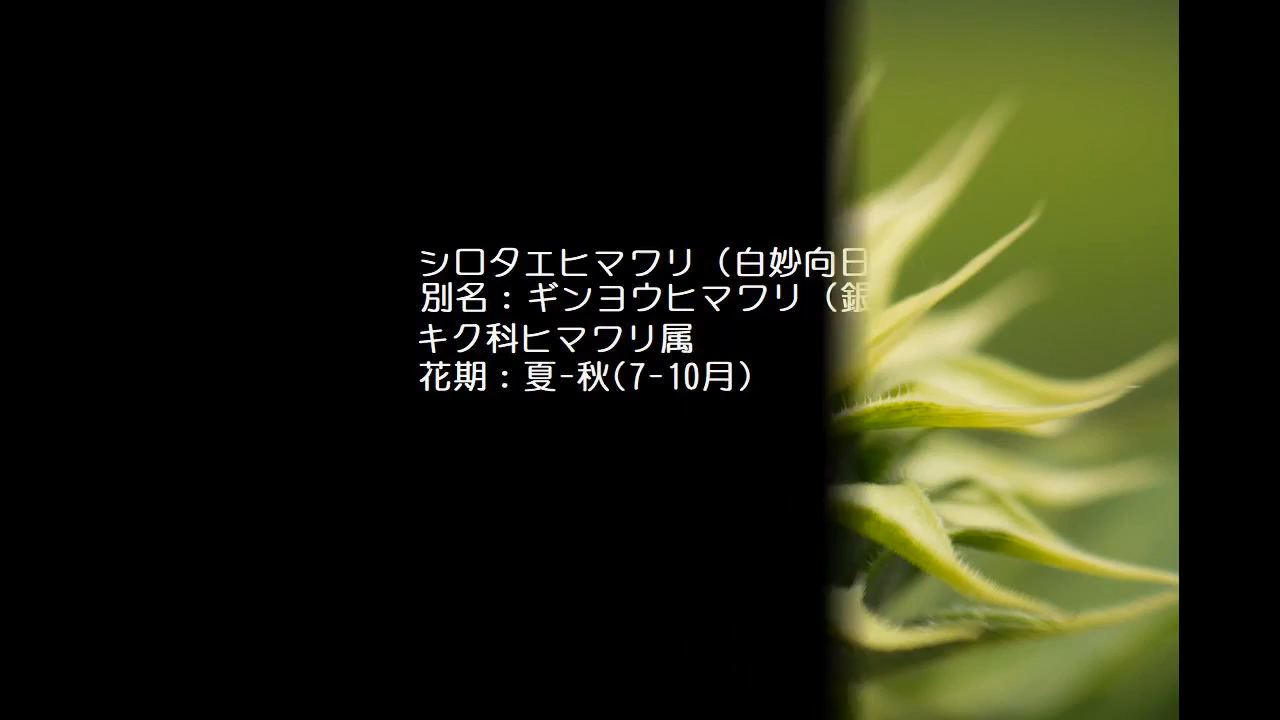 シロタエヒマワリ（白妙向日
別名：ギンヨウヒマワリ（銀
キク科ヒマワリ属
花期：夏-秋(7-10月)